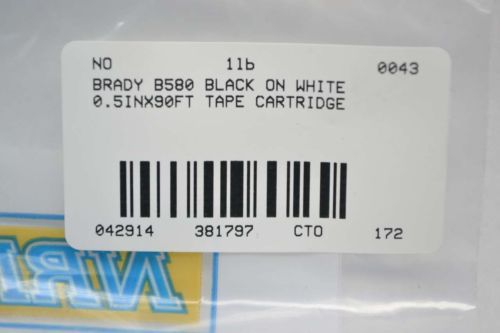 NO 1lb 0043
BRADY B580 BLACK ON WHITE
0.5INX90FT TAPE CARTRIDGE
042914 381797 CTO 172